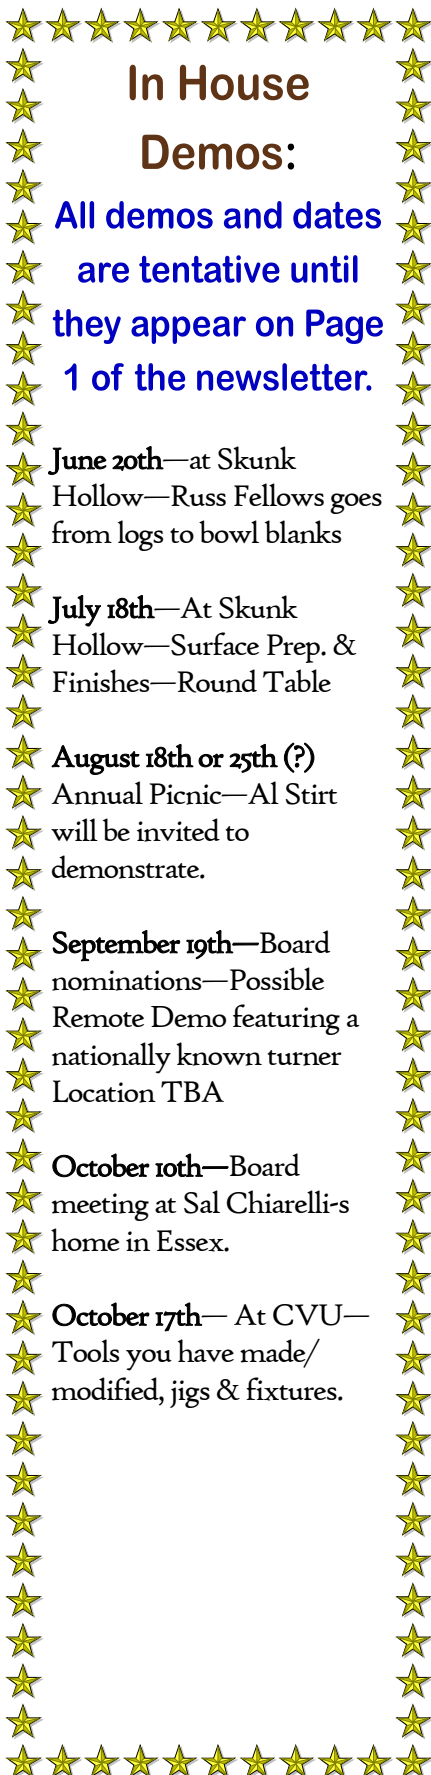 In House
Demos:
All demos and dates
are tentative until
they appear on Page
1 of the newsletter.
June 20th—at Skunk
Hollow—Russ Fellows goes
from logs to bowl blanks
July 18th—At Skunk
Hollow—Surface Prep. &
Finishes—Round Table
August 18th or 25th (?)
Annual Picnic—Al Stirt
will be invited to
demonstrate.
September 19th—Board
nominations—Possible
Remote Demo featuring a
nationally known turner
Location TBA
October 10th—Board
meeting at Sal Chiarelli-s
home in Essex.
October 17th— At CVU—
Tools you have made/
modified, jigs & fixtures.